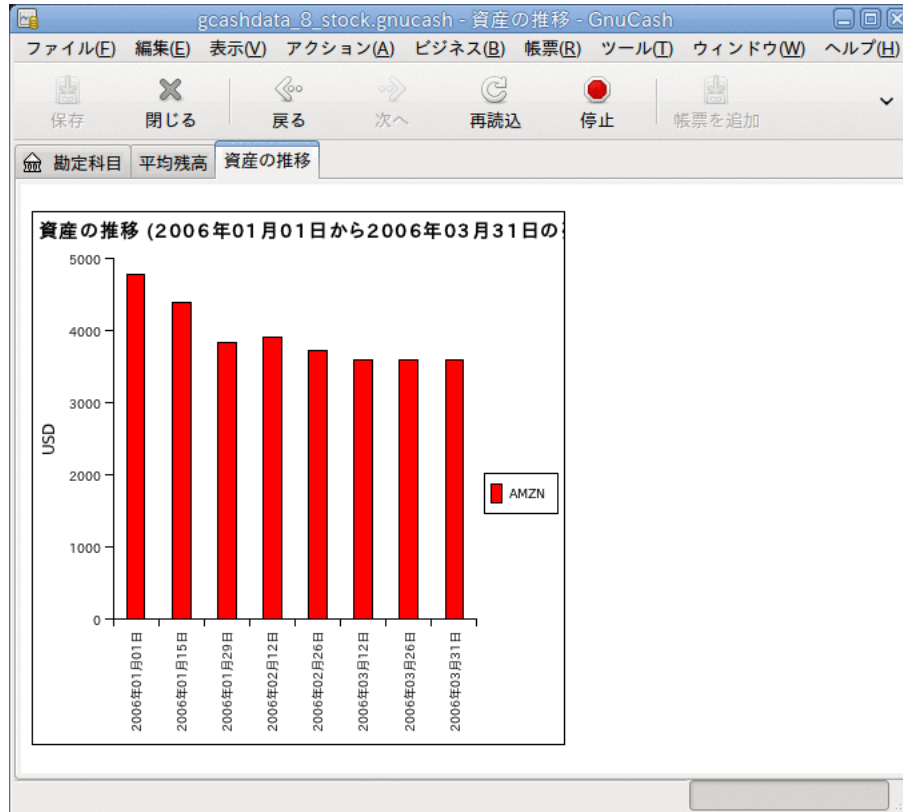 gcashdata_8_stock.gnucash - 資産の推移 - GnuCash
ファイル(F) 編集(E) 表示(V) アクション(A) ビジネス(B) 帳票(R) ツール(T) ウィンドウ(W) ヘルプ(H)
保存 閉じる 戻る 次へ 再読込 停止 帳票を追加
勘定科目 平均残高 資産の推移
資産の推移 (2006年01月01日から2006年03月31日の
5000
4000
3000
2000
1000
0
USD
AMZN
2006年01月01日
2006年01月15日
2006年01月29日
2006年02月12日
2006年02月26日
2006年03月12日
2006年03月26日
2006年03月31日